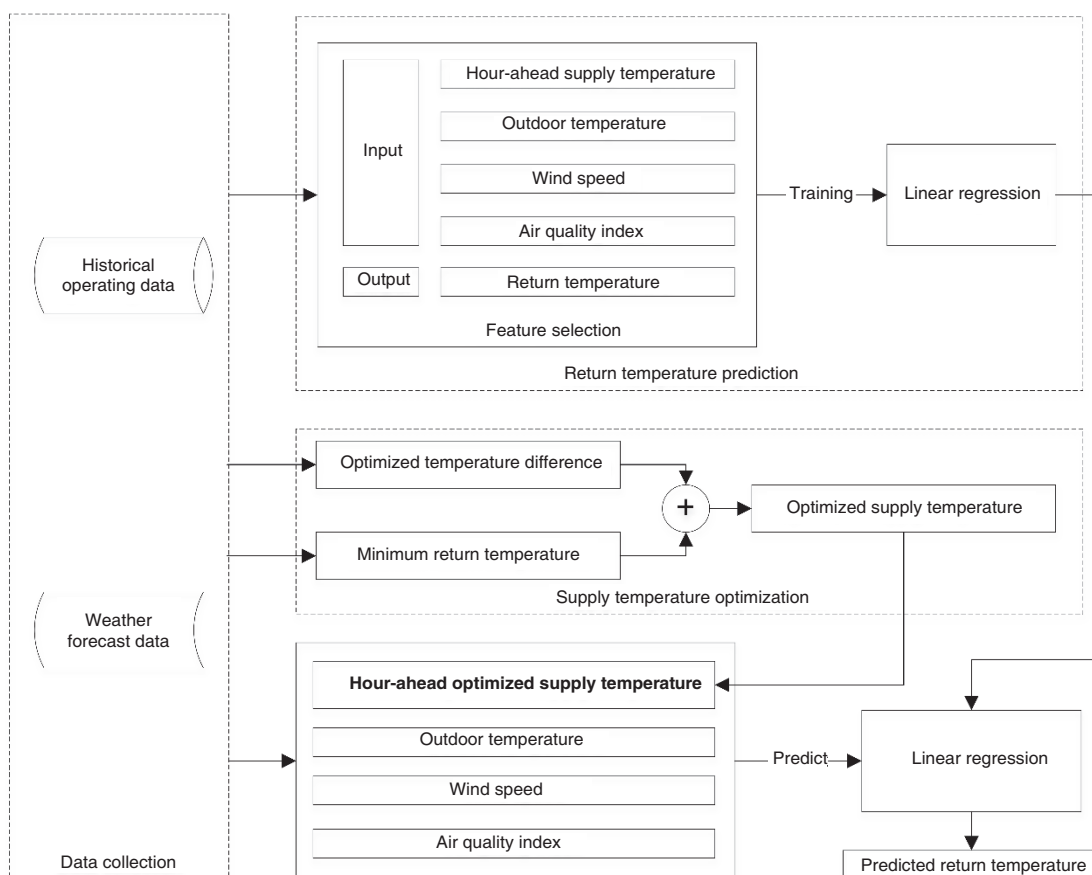 Hour-ahead supply temperature
Outdoor temperature
Input
Wind speed
Training
Linear regression
Air quality index
Historical
operating data
Output
Return temperature
Feature selection
Return temperature prediction
Optimized temperature difference
+
Optimized supply temperature
Minimum return temperature
Supply temperature optimization
Weather
forecast data
Hour-ahead optimized supply temperature
Outdoor temperature
Predict
Linear regression
Wind speed
Air quality index
Data collection
Predicted return temperature